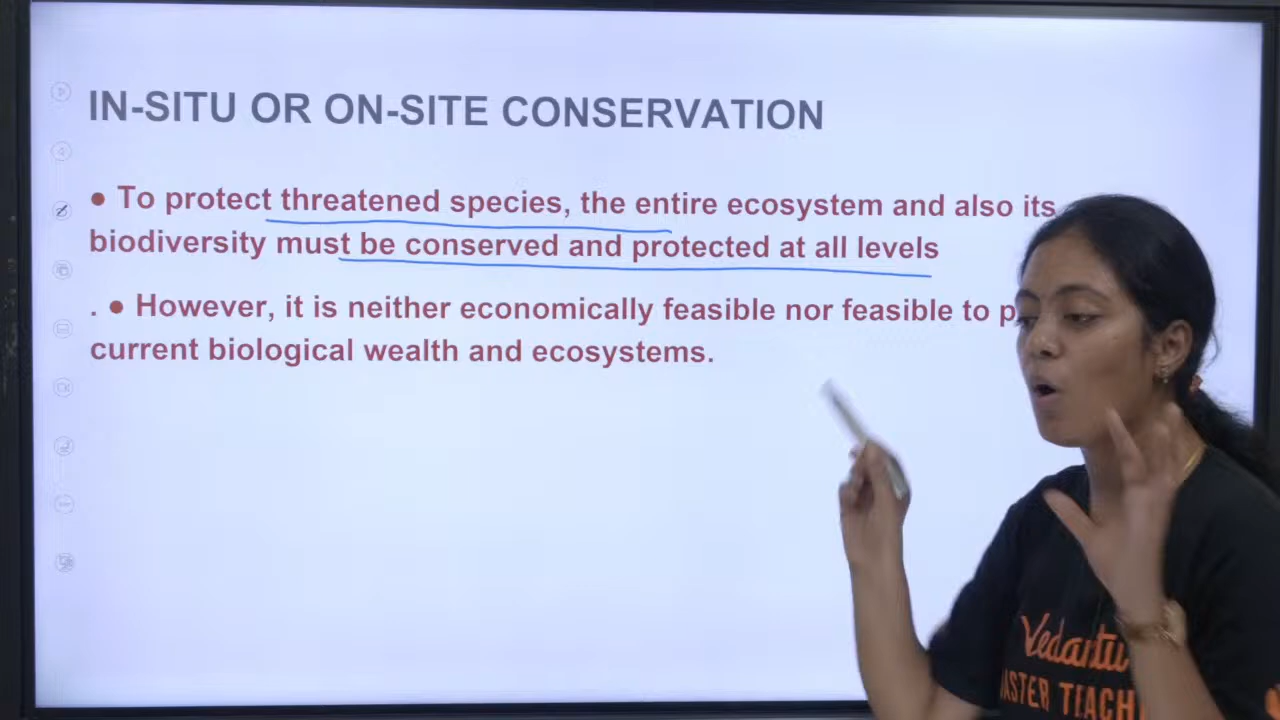 IN-SITU OR ON-SITE CONSERVATION
● To protect threatened species, the entire ecosystem and also its
biodiversity must be conserved and protected at all levels
. ● However, it is neither economically feasible nor feasible to
current biological wealth and ecosystems.
Vedantu